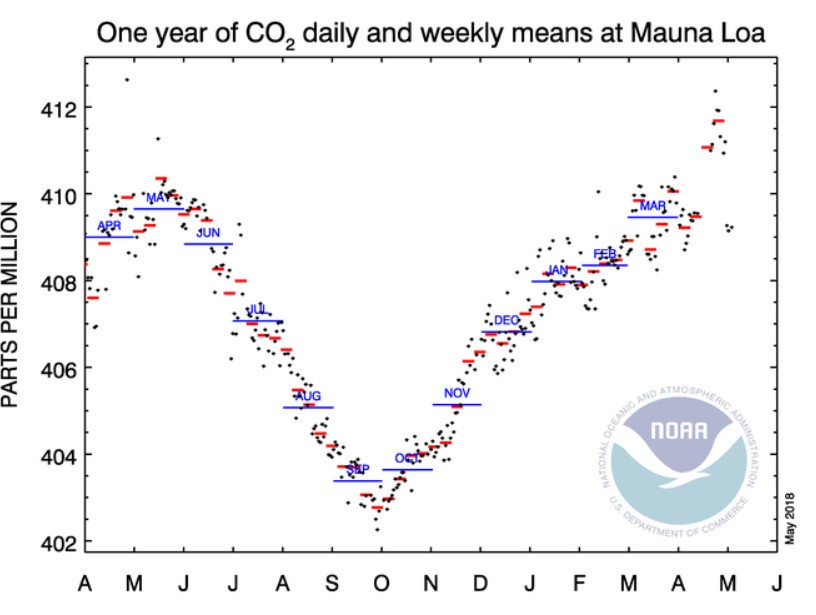 One year of CO₂ daily and weekly means at Mauna Loa
PARTS PER MILLION
412
410
408
406
404
402
APR
MAY
JUN
JUL
AUG
SEP
OCT
NOV
DEC
JAN
FEB
MAR
NATIONAL OCEANIC AND ATMOSPHERIC ADMINISTRATION
NOAA
U.S. DEPARTMENT OF COMMERCE
May 2018
A M J J A S O N D J F M A M J